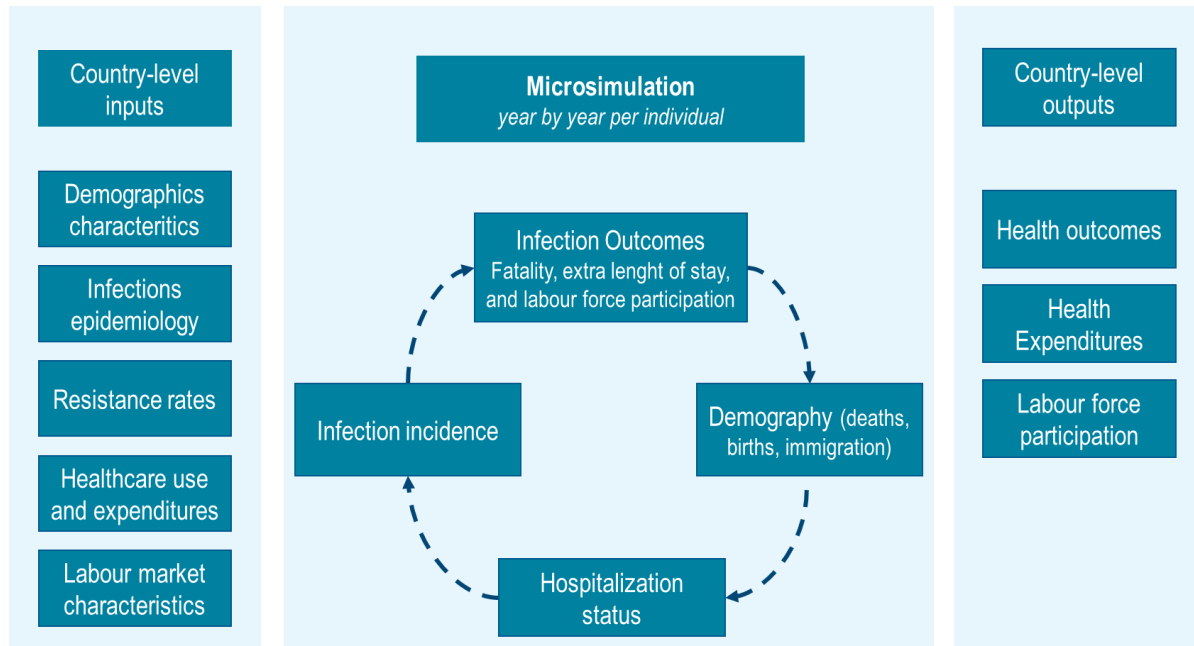 Country-level
inputs
Demographics
characteritics
Infections
epidemiology
Resistance rates
Healthcare use
and expenditures
Labour market
characteristics
Microsimulation
year by year per individual
Infection Outcomes
Fatality, extra lenght of stay,
and labour force participation
Infection incidence
Demography (deaths,
births, immigration)
Hospitalization
status
Country-level
outputs
Health outcomes
Health
Expenditures
Labour force
participation